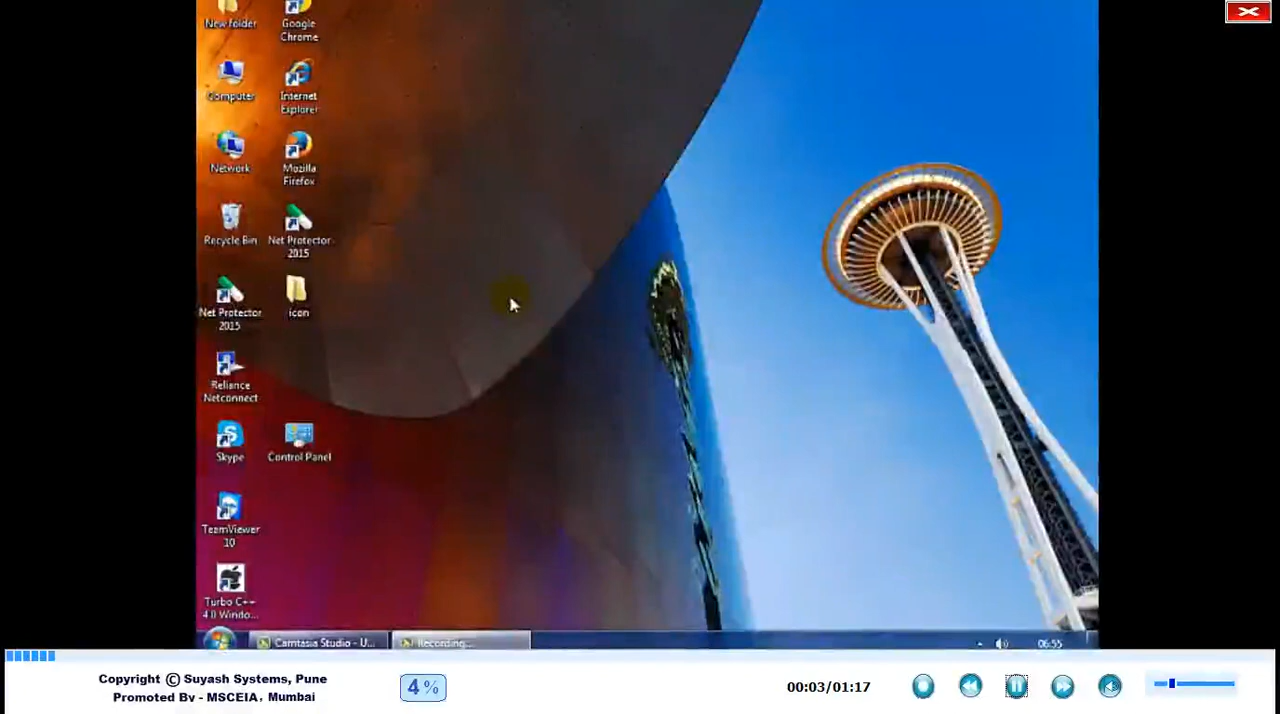 New folder
Google
Chrome
Computer
Internet
Explorer
Network
Mozilla
Firefox
Recycle Bin
Net Protector
2015
Net Protector
2015
icon
Reliance
Netconnect
Skype
Control Panel
TeamViewer
10
Turbo C++
4.0 Windo...
Camtasia Studio - U...
Recording...
06:55
Copyright © Suyash Systems, Pune
Promoted By - MSCEIA, Mumbai
4 %
00:03/01:17